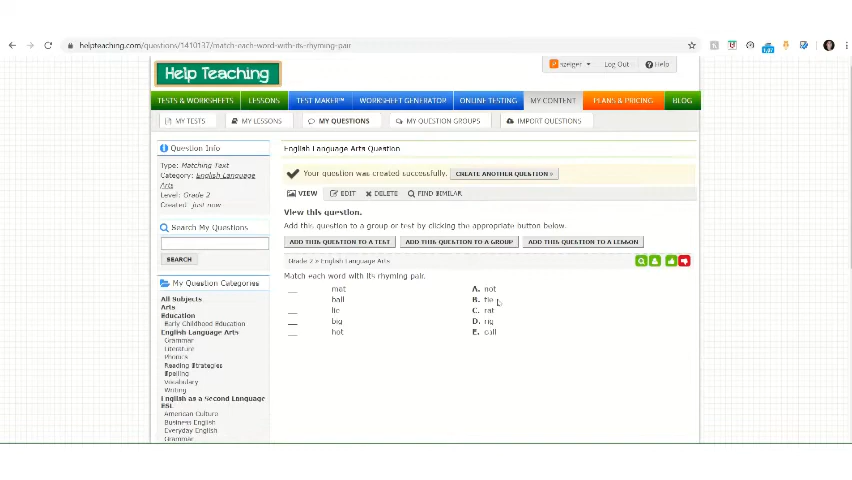 helpteaching.com/questions/1410137/match-each-word-with-its-rhyming-pair
Help Teaching
szeiger Log Out Help
TESTS & WORKSHEETS LESSONS TEST MAKER™ WORKSHEET GENERATOR ONLINE TESTING MY CONTENT PLANS & PRICING BLOG
MY TESTS MY LESSONS MY QUESTIONS MY QUESTION GROUPS IMPORT QUESTIONS
Question Info
Type: Matching Text
Category: English Language
Arts
Level: Grade 2
Created: Just now
Search My Questions
SEARCH
My Question Categories
All Subjects
Arts
Education
Early Childhood Education
English Language Arts
Grammar
Literature
Phonics
Reading Strategies
Spelling
Vocabulary
Writing
English as a Second Language
ESL
American Culture
Business English
Everyday English
Grammar
English Language Arts Question
Your question was created successfully. CREATE ANOTHER QUESTION »
VIEW EDIT DELETE FIND SIMILAR
View this question.
Add this question to a group or test by clicking the appropriate button below.
ADD THIS QUESTION TO A TEST ADD THIS QUESTION TO A GROUP ADD THIS QUESTION TO A LESSON
Grade 2 » English Language Arts
Match each word with its rhyming pair.
__ mat A. not
__ ball B. tie
__ lie C. rat
__ big D. rig
__ hot E. call